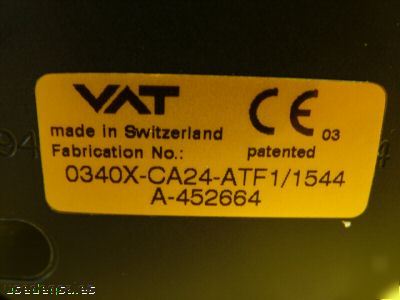 VAT CE
made in Switzerland 03
Fabrication No.: patented
0340X-CA24-ATF1/1544
A-452664